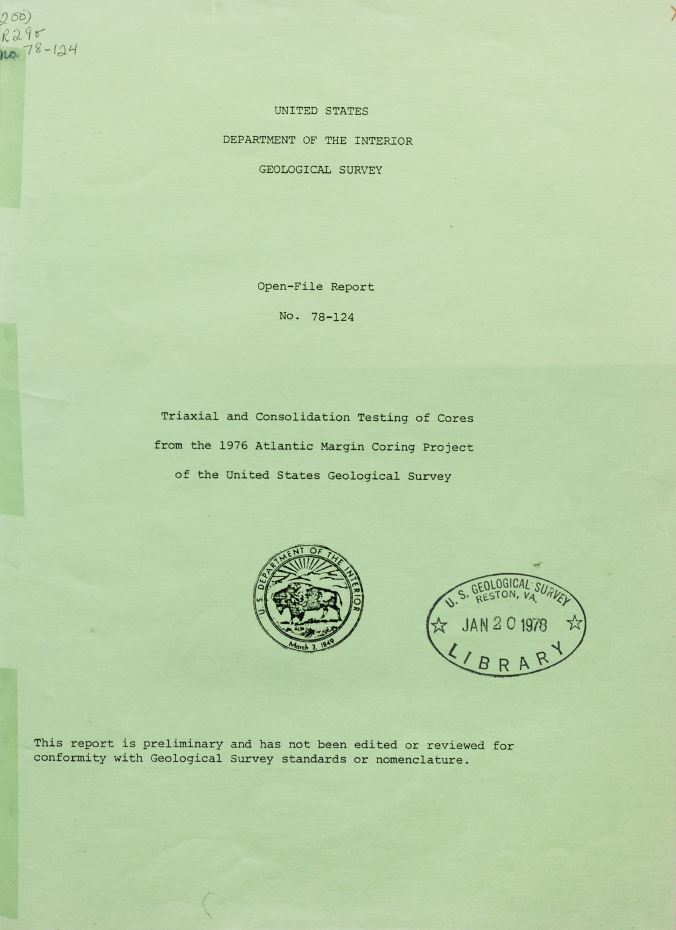 200)
R290
no. 78-124
UNITED STATES
DEPARTMENT OF THE INTERIOR
GEOLOGICAL SURVEY
Open-File Report
No. 78-124
Triaxial and Consolidation Testing of Cores
from the 1976 Atlantic Margin Coring Project
of the United States Geological Survey
U. S. DEPARTMENT OF THE INTERIOR
March 3, 1849
U. S. GEOLOGICAL SURVEY
RESTON, VA.
JAN 20 1978
LIBRARY
This report is preliminary and has not been edited or reviewed for
conformity with Geological Survey standards or nomenclature.